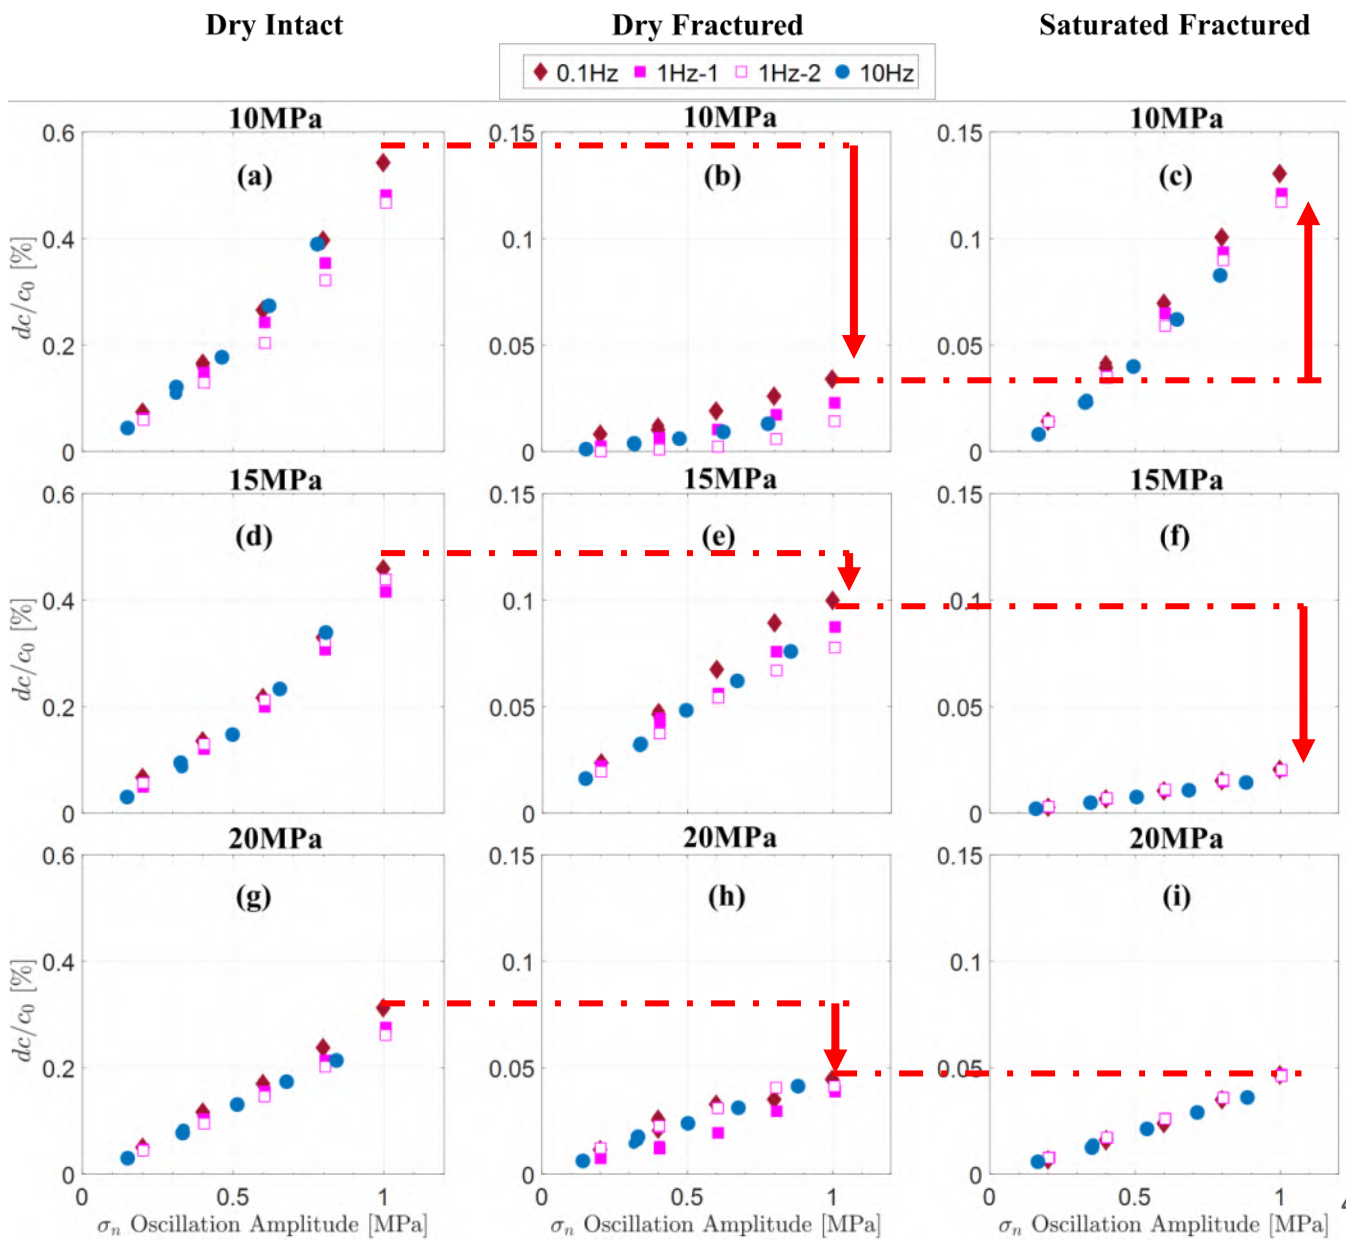 Dry Intact Dry Fractured Saturated Fractured
0.1Hz 1Hz-1 1Hz-2 10Hz
10MPa 10MPa 10MPa
0.6 0.15 0.15
(a) (b) (c)
0.4 0.1 0.1
dc/c₀ [%]
0.2 0.05 0.05
0 0 0
15MPa 15MPa 15MPa
0.6 0.15 0.15
(d) (e) (f)
0.4 0.1 0.1
dc/c₀ [%]
0.2 0.05 0.05
0 0 0
20MPa 20MPa 20MPa
0.6 0.15 0.15
(g) (h) (i)
0.4 0.1 0.1
dc/c₀ [%]
0.2 0.05 0.05
0 0 0
0 0.5 1 0 0.5 1 0 0.5 1
σₙ Oscillation Amplitude [MPa] σₙ Oscillation Amplitude [MPa] σₙ Oscillation Amplitude [MPa]